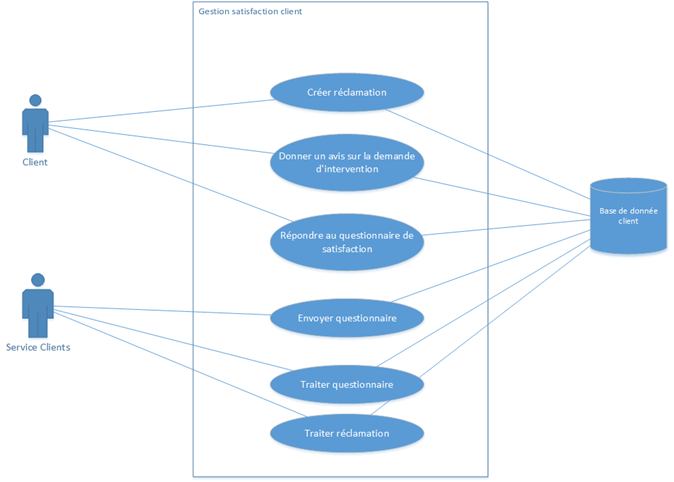 Gestion satisfaction client
Créer réclamation
Client
Donner un avis sur la demande
d'intervention
Répondre au questionnaire de
satisfaction
Base de donnée
client
Service Clients
Envoyer questionnaire
Traiter questionnaire
Traiter réclamation